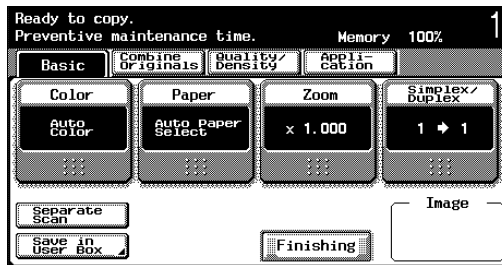 Ready to copy.
Preventive maintenance time.
Memory 100%
1
Basic
Combine
Originals
Quality/
Density
Appli-
cation
Color
Paper
Zoom
Simplex/
Duplex
Auto
Color
Auto Paper
Select
x 1.000
1 ➔ 1
Separate
Scan
Save in
User Box
Finishing
Image